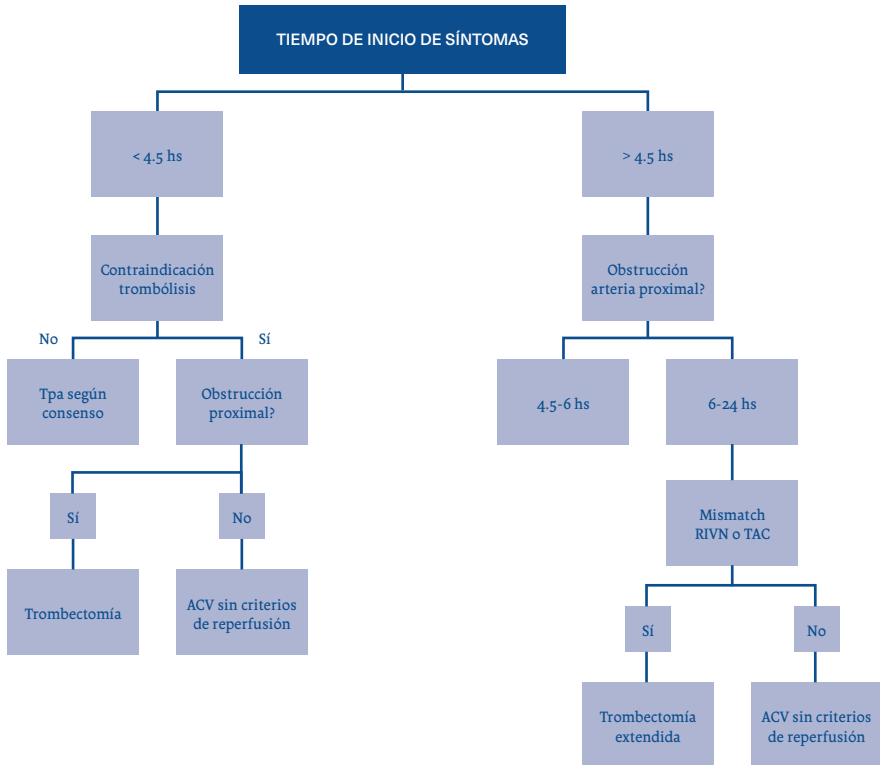 TIEMPO DE INICIO DE SÍNTOMAS
< 4.5 hs
> 4.5 hs
Contraindicación
trombólisis
Obstrucción
arteria proximal?
No
Sí
Tpa según
consenso
Obstrucción
proximal?
4.5-6 hs
6-24 hs
Sí
No
Mismatch
RIVN o TAC
Trombectomía
ACV sin criterios
de reperfusión
Sí
No
Trombectomía
extendida
ACV sin criterios
de reperfusión